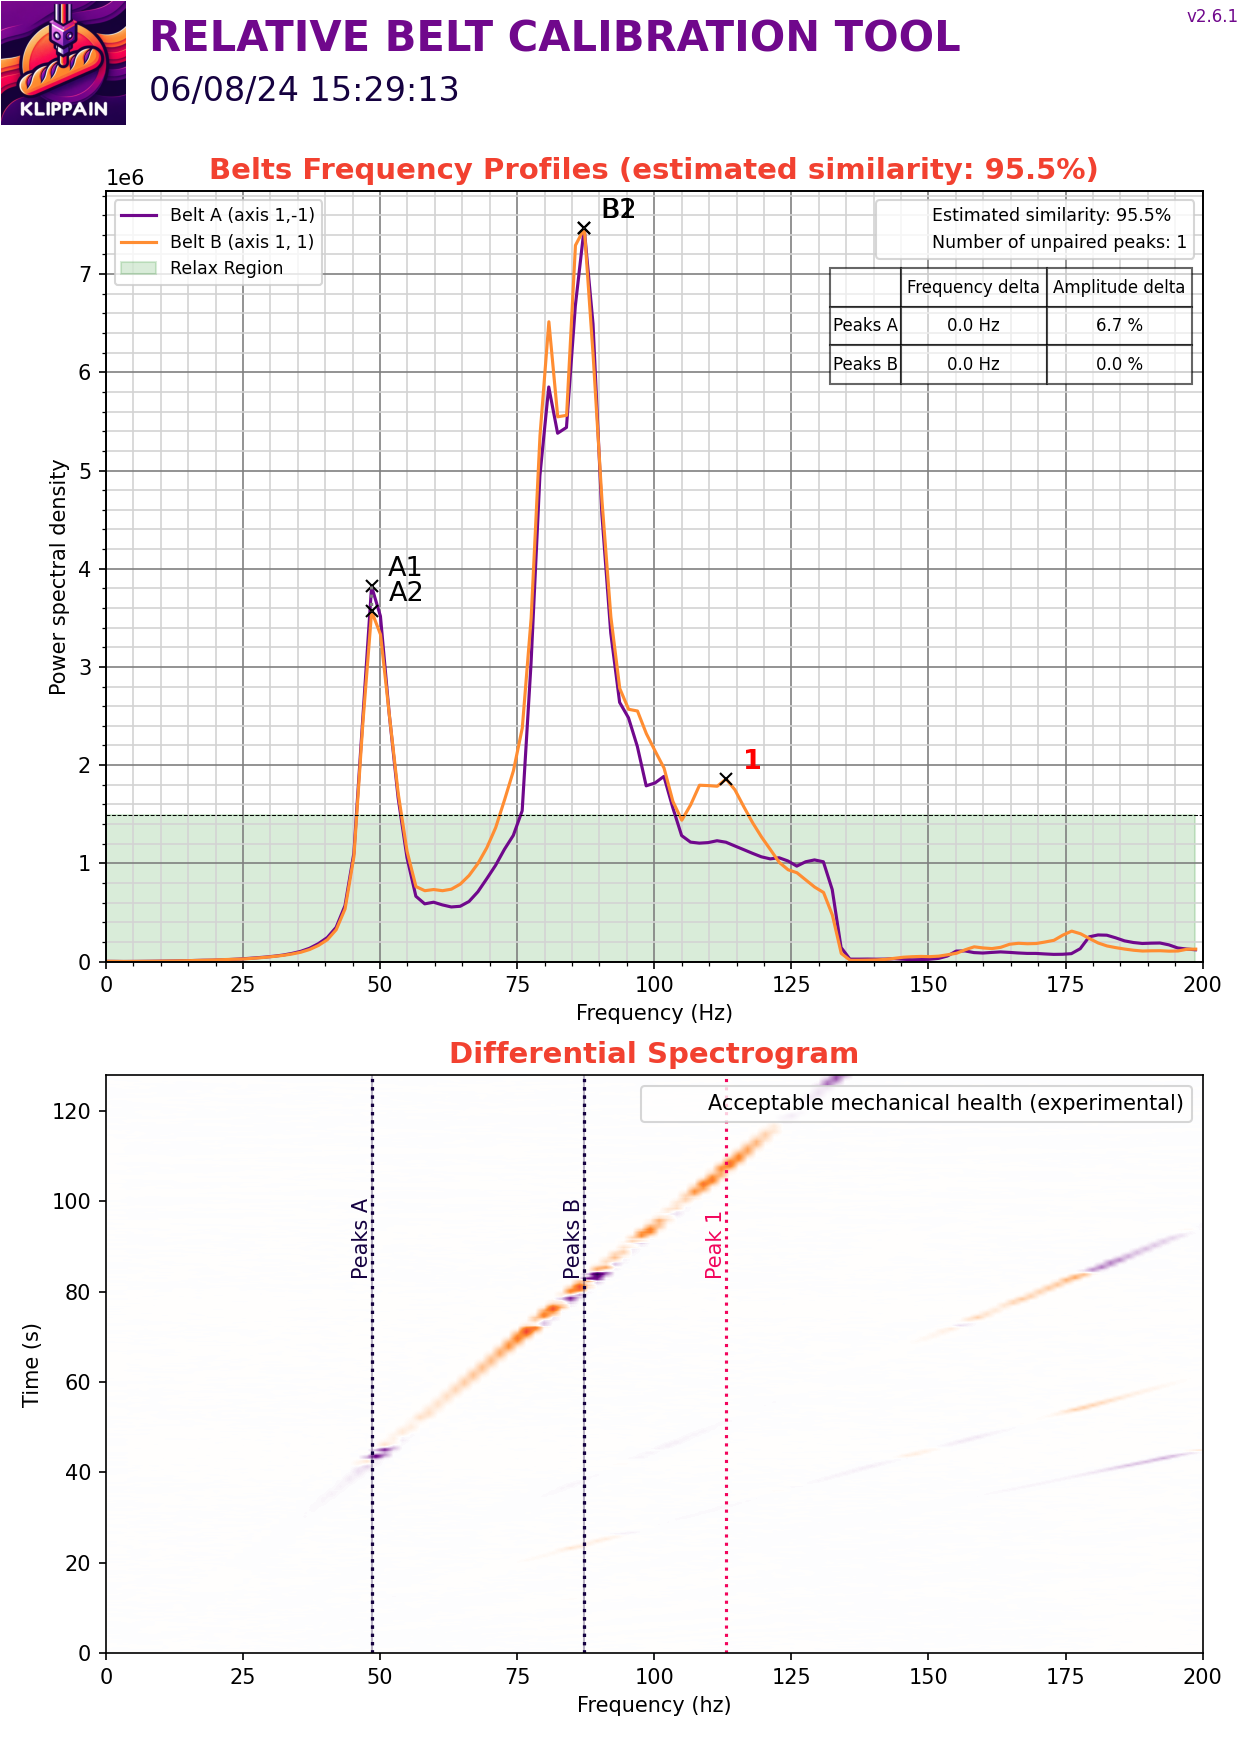 KLIPPAIN
RELATIVE BELT CALIBRATION TOOL
v2.6.1
06/08/24 15:29:13
Belts Frequency Profiles (estimated similarity: 95.5%)
1e6
Belt A (axis 1,-1)
Belt B (axis 1, 1)
Relax Region
Estimated similarity: 95.5%
Number of unpaired peaks: 1
Frequency delta Amplitude delta
Peaks A 0.0 Hz 6.7 %
Peaks B 0.0 Hz 0.0 %
A1
A2
1
Power spectral density
7
6
5
4
3
2
1
0
0 25 50 75 100 125 150 175 200
Frequency (Hz)
Differential Spectrogram
Acceptable mechanical health (experimental)
Peaks A
Peaks B
Peak 1
Time (s)
120
100
80
60
40
20
0
0 25 50 75 100 125 150 175 200
Frequency (hz)